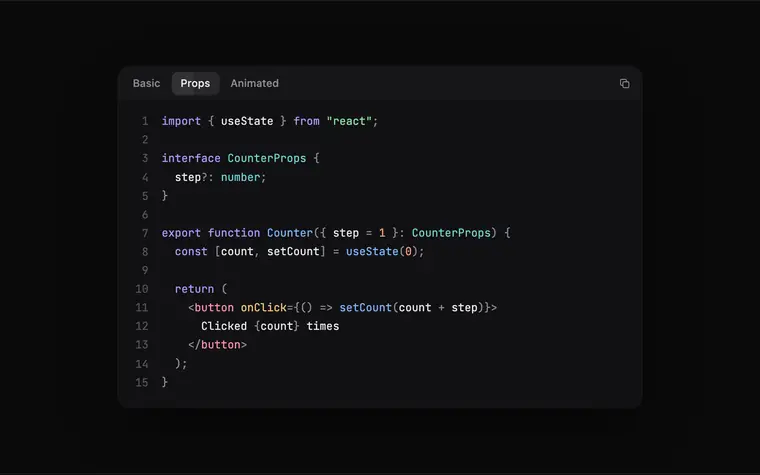 Basic Props Animated
1 import { useState } from "react";
2
3 interface CounterProps {
4   step?: number;
5 }
6
7 export function Counter({ step = 1 }: CounterProps) {
8   const [count, setCount] = useState(0);
9
10   return (
11     <button onClick={() => setCount(count + step)}>
12       Clicked {count} times
13     </button>
14   );
15 }